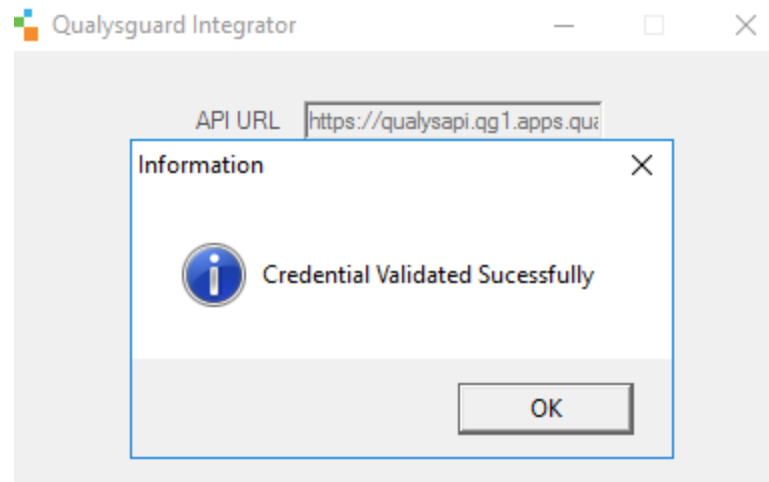 Qualysguard Integrator
API URL https://qualysapi.qg1.apps.qua
Information
Credential Validated Sucessfully
OK